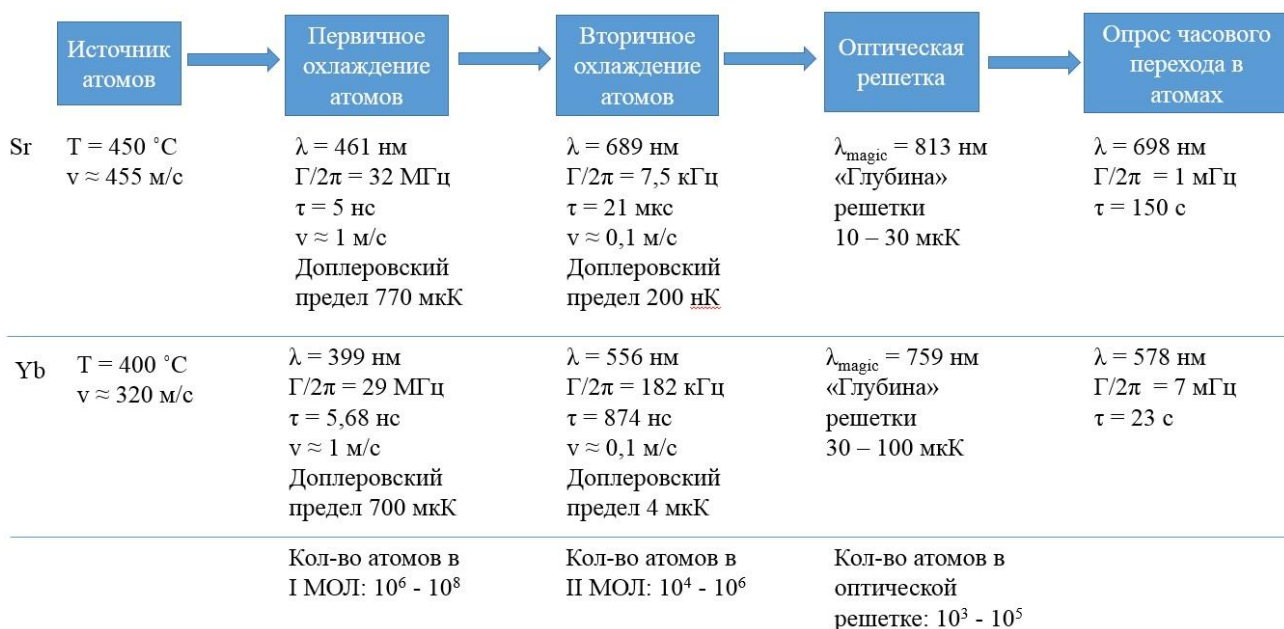 Источник
атомов
Первичное
охлаждение
атомов
Вторичное
охлаждение
атомов
Оптическая
решетка
Опрос часового
перехода в
атомах
Sr
T = 450 ˚C
v ≈ 455 м/с
λ = 461 нм
Г/2π = 32 МГц
τ = 5 нс
v ≈ 1 м/с
Доплеровский
предел 770 мкК
λ = 689 нм
Г/2π = 7,5 кГц
τ = 21 мкс
v ≈ 0,1 м/с
Доплеровский
предел 200 нК
λmagic = 813 нм
«Глубина»
решетки
10 – 30 мкК
λ = 698 нм
Г/2π = 1 мГц
τ = 150 с
Yb
T = 400 ˚C
v ≈ 320 м/с
λ = 399 нм
Г/2π = 29 МГц
τ = 5,68 нс
v ≈ 1 м/с
Доплеровский
предел 700 мкК
λ = 556 нм
Г/2π = 182 кГц
τ = 874 нс
v ≈ 0,1 м/с
Доплеровский
предел 4 мкК
λmagic = 759 нм
«Глубина»
решетки
30 – 100 мкК
λ = 578 нм
Г/2π = 7 мГц
τ = 23 с
Кол-во атомов в
I МОЛ: 10⁶ - 10⁸
Кол-во атомов в
II МОЛ: 10⁴ - 10⁶
Кол-во атомов в
оптической
решетке: 10³ - 10⁵